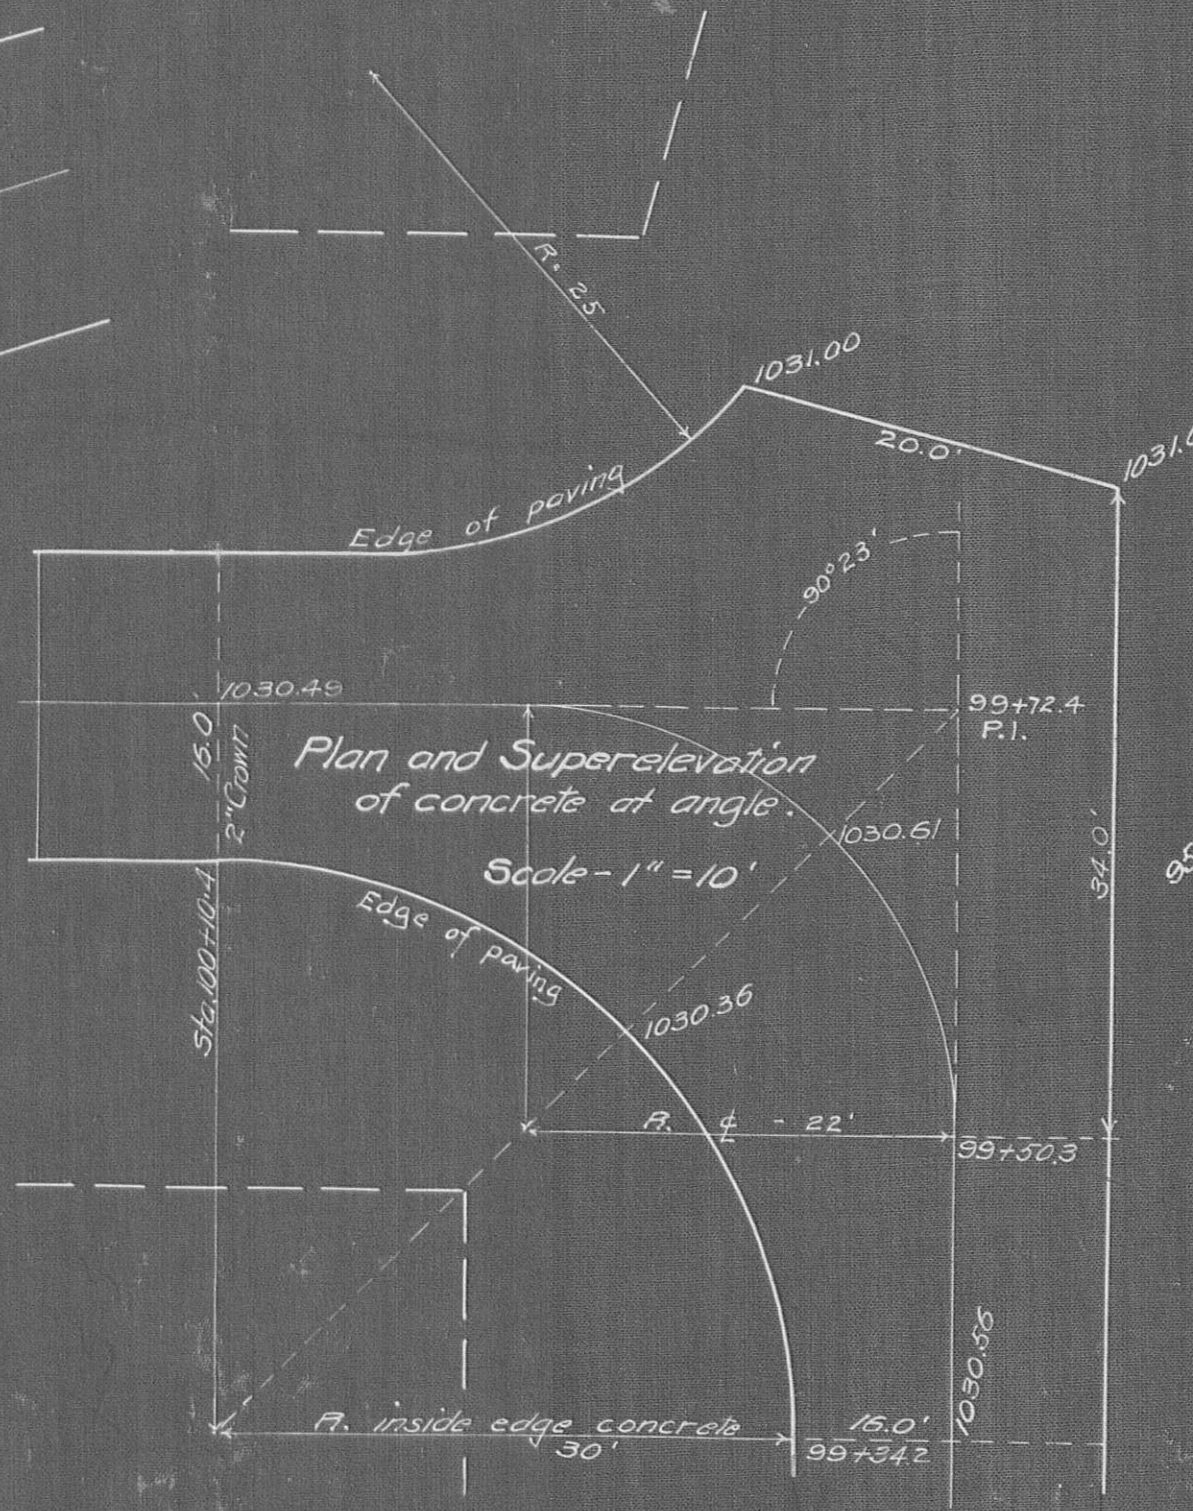 R = 25
1031.00
20.0'
Edge of paving
90°23'
1030.49
99+72.4
P.I.
2" Crown
Plan and Superelevation
of concrete at angle.
Scale - 1" = 10'
1030.61
34.0'
Sta. 100+10.4
Edge of paving
1030.36
R. ℄ - 22'
99+50.3
1030.56
R. inside edge concrete
30'
16.0'
99+34.2